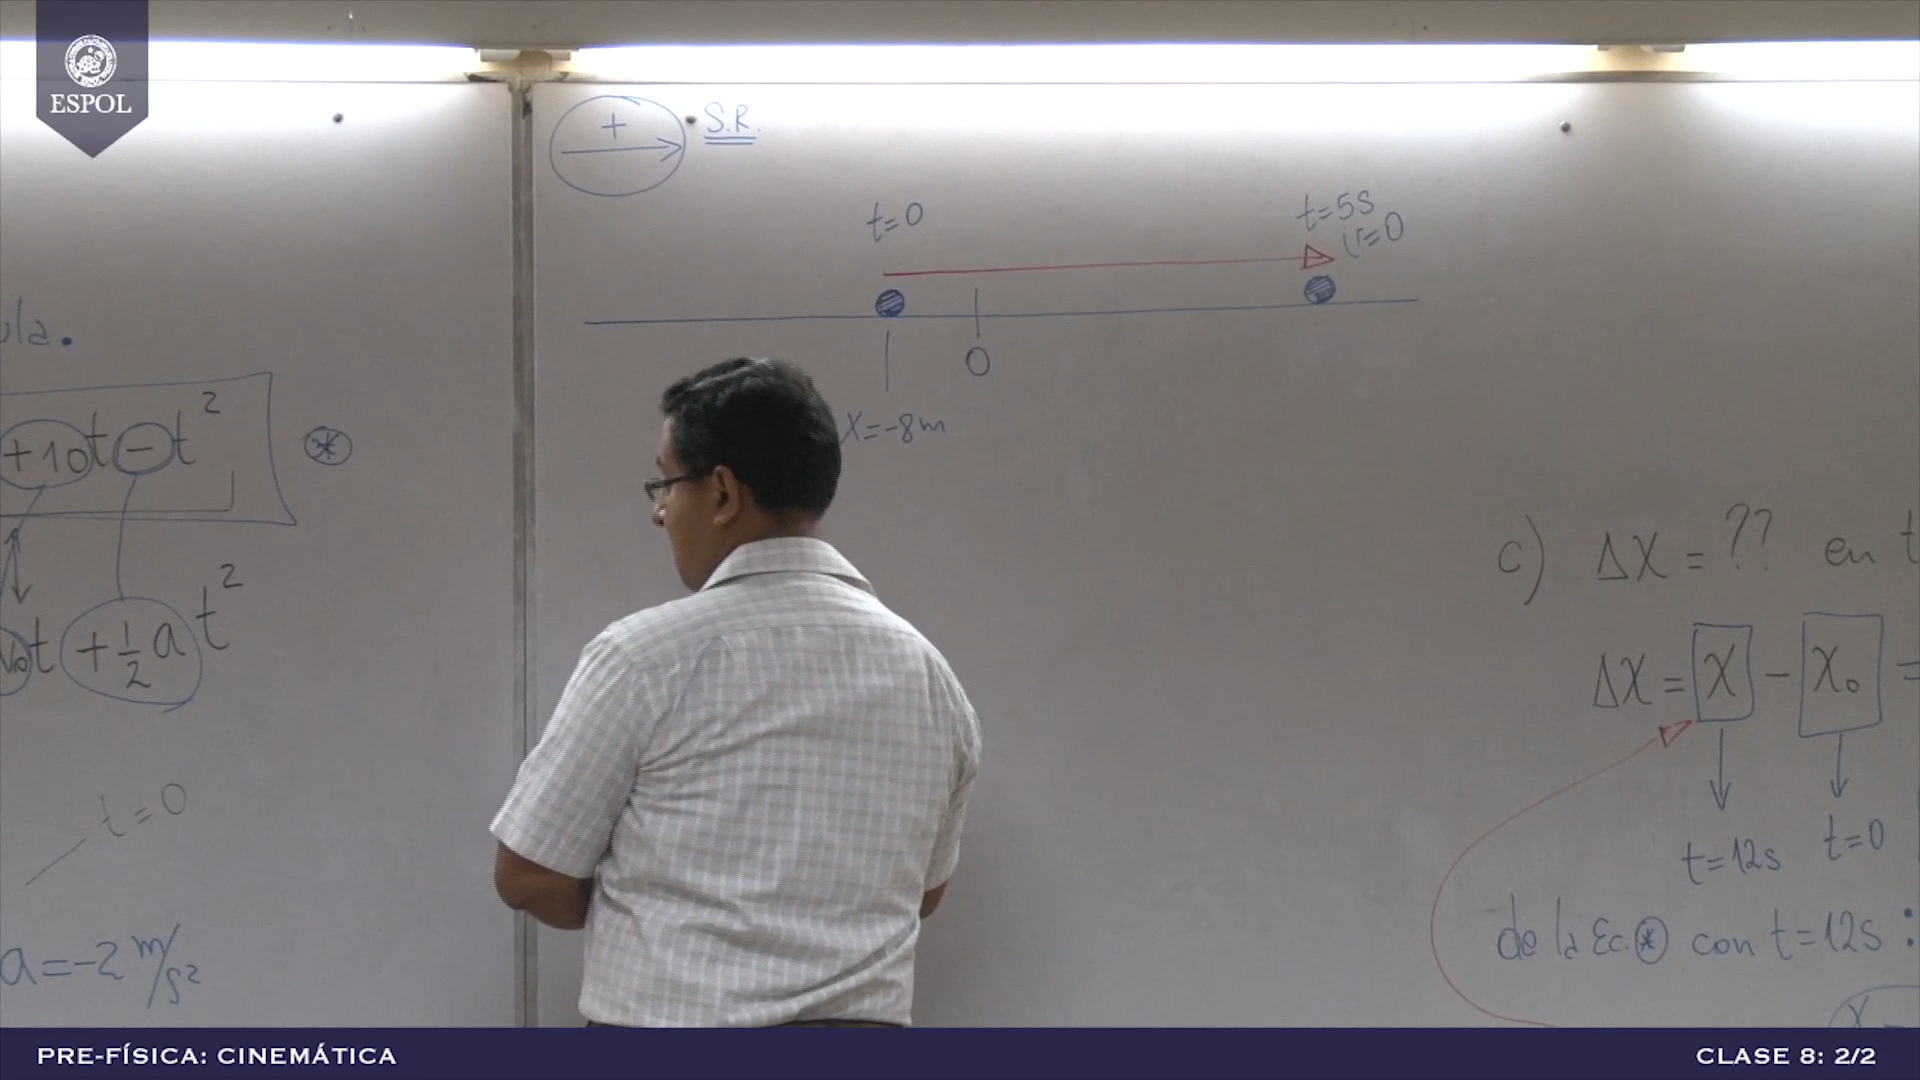 ESPOL
+
S.R.
t=0
t=5s
v=0
0
x=-8m
ula.
+10t-t²
*
v₀t +½at²
t=0
a=-2 m/s²
c) Δx=?? en t
Δx = x - x₀ =
t=12s t=0
de la Ec. * con t=12s :
x
PRE-FÍSICA: CINEMÁTICA
CLASE 8: 2/2